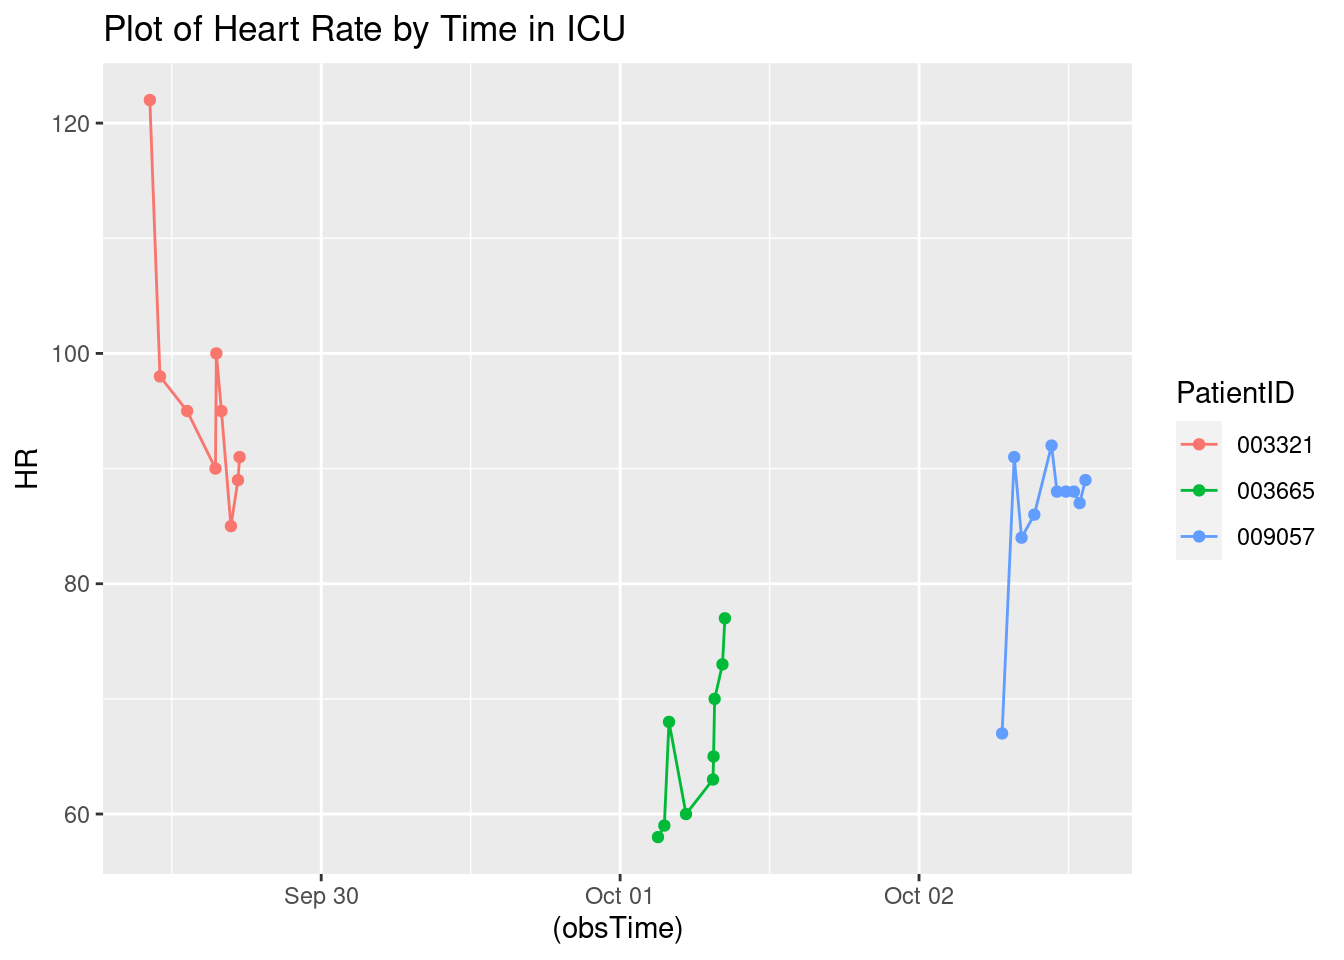 Plot of Heart Rate by Time in ICU
120
100
80
60
HR
Sep 30
Oct 01
Oct 02
(obsTime)
PatientID
003321
003665
009057